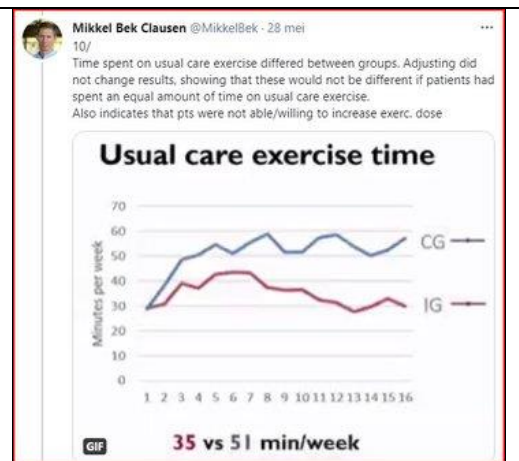 Mikkel Bek Clausen @MikkelBek · 28 mei
10/
Time spent on usual care exercise differed between groups. Adjusting did
not change results, showing that these would not be different if patients had
spent an equal amount of time on usual care exercise.
Also indicates that pts were not able/willing to increase exerc. dose
Usual care exercise time
Minutes per week
70
60
50
40
30
20
10
0
CG
IG
1 2 3 4 5 6 7 8 9 10 11 12 13 14 15 16
GIF
35 vs 51 min/week